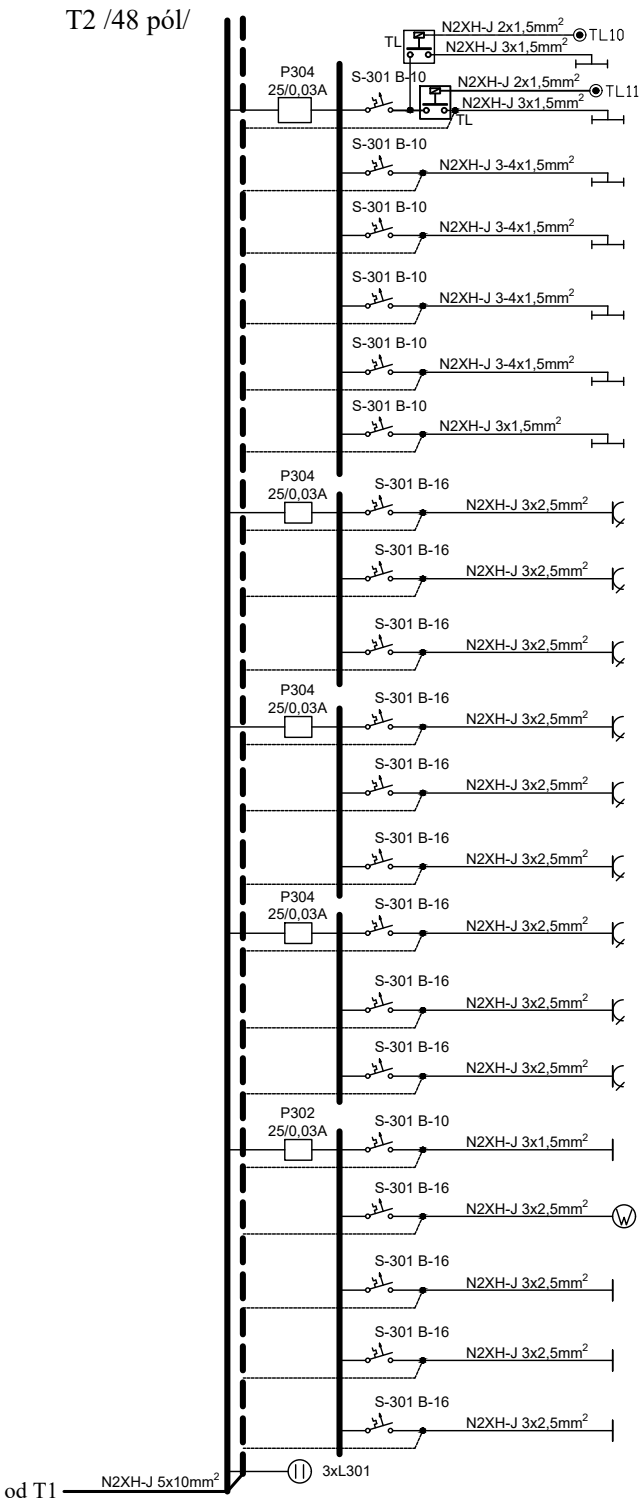 T2 /48 pól/
N2XH-J 2x1,5mm²
TL10
TL
N2XH-J 3x1,5mm²
P304
25/0,03A
S-301 B-10
N2XH-J 2x1,5mm²
TL11
N2XH-J 3x1,5mm²
TL
S-301 B-10
N2XH-J 3-4x1,5mm²
S-301 B-10
N2XH-J 3-4x1,5mm²
S-301 B-10
N2XH-J 3-4x1,5mm²
S-301 B-10
N2XH-J 3-4x1,5mm²
S-301 B-10
N2XH-J 3x1,5mm²
P304
25/0,03A
S-301 B-16
N2XH-J 3x2,5mm²
S-301 B-16
N2XH-J 3x2,5mm²
S-301 B-16
N2XH-J 3x2,5mm²
P304
25/0,03A
S-301 B-16
N2XH-J 3x2,5mm²
S-301 B-16
N2XH-J 3x2,5mm²
S-301 B-16
N2XH-J 3x2,5mm²
P304
25/0,03A
S-301 B-16
N2XH-J 3x2,5mm²
S-301 B-16
N2XH-J 3x2,5mm²
S-301 B-16
N2XH-J 3x2,5mm²
P302
25/0,03A
S-301 B-10
N2XH-J 3x1,5mm²
S-301 B-16
N2XH-J 3x2,5mm²
W
S-301 B-16
N2XH-J 3x2,5mm²
S-301 B-16
N2XH-J 3x2,5mm²
S-301 B-16
N2XH-J 3x2,5mm²
3xL301
od T1
N2XH-J 5x10mm²